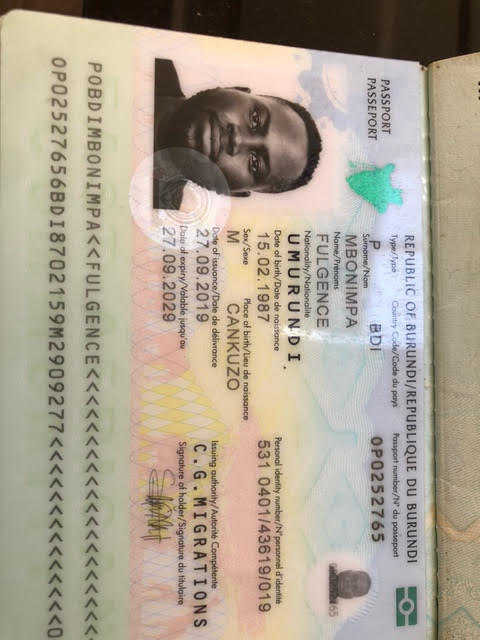 REPUBLIC OF BURUNDI/REPUBLIQUE DU BURUNDI
PASSPORT
PASSEPORT
Type/Type Country Code/Code du pays Passport number/N° du passeport
P BDI OP0252765
Surname/Nom
MBONIMPA
Name/Prénoms
FULGENCE
Nationality/Nationalité
UMURUNDI.
Date of birth/Date de naissance Personal identity number/N°personnel d'identité
15.02.1987 531 0401/43619/019
Sex/Sexe Place of birth/Lieu de naissance
M CANKUZO
Date of issuance/Date de délivrance Issuing authority/Autorité Compétente
27.09.2019 C.G.MIGRATIONS
Date of expiry/Valable jusqu'au Signature of holder/Signature du titulaire
27.09.2029
POBDIMBONIMPA<<FULGENCE<<<<<<<<<<<<<<<<<<<<
OP02527656BDI8702159M2909277<<<<<<<<<<<<<<0